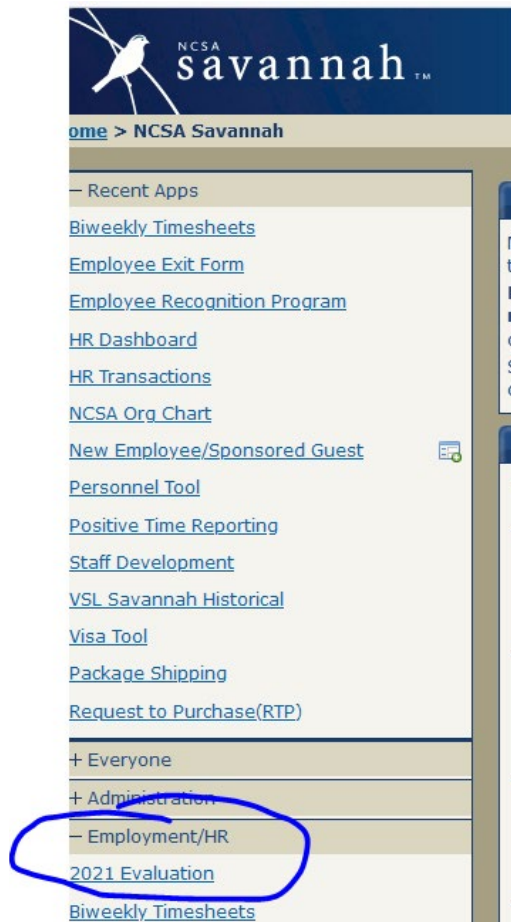 NCSA
savannah™
ome > NCSA Savannah
– Recent Apps
Biweekly Timesheets
Employee Exit Form
Employee Recognition Program
HR Dashboard
HR Transactions
NCSA Org Chart
New Employee/Sponsored Guest
Personnel Tool
Positive Time Reporting
Staff Development
VSL Savannah Historical
Visa Tool
Package Shipping
Request to Purchase(RTP)
+ Everyone
+ Administration
– Employment/HR
2021 Evaluation
Biweekly Timesheets